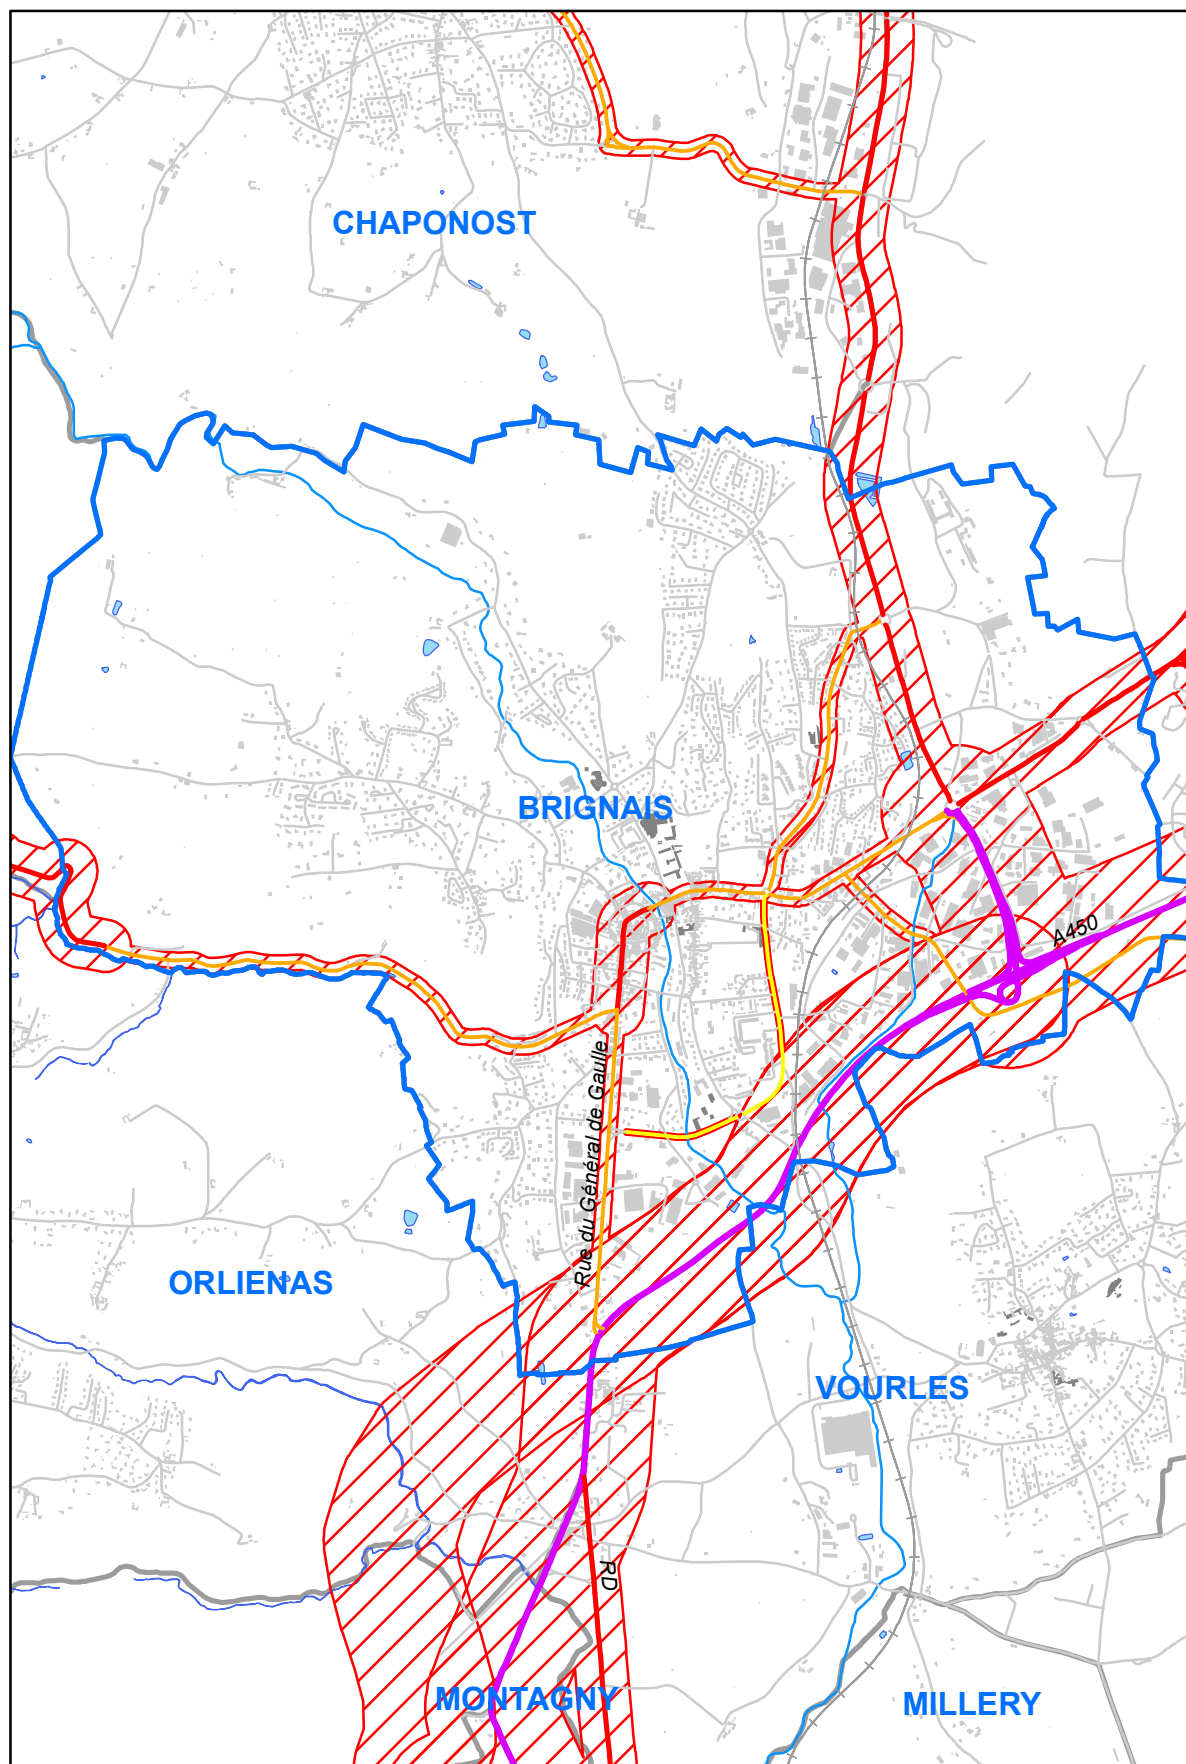 CHAPONOST
BRIGNAIS
A450
Rue du Général de Gaulle
ORLIENAS
VOURLES
RD
MONTAGNY
MILLERY